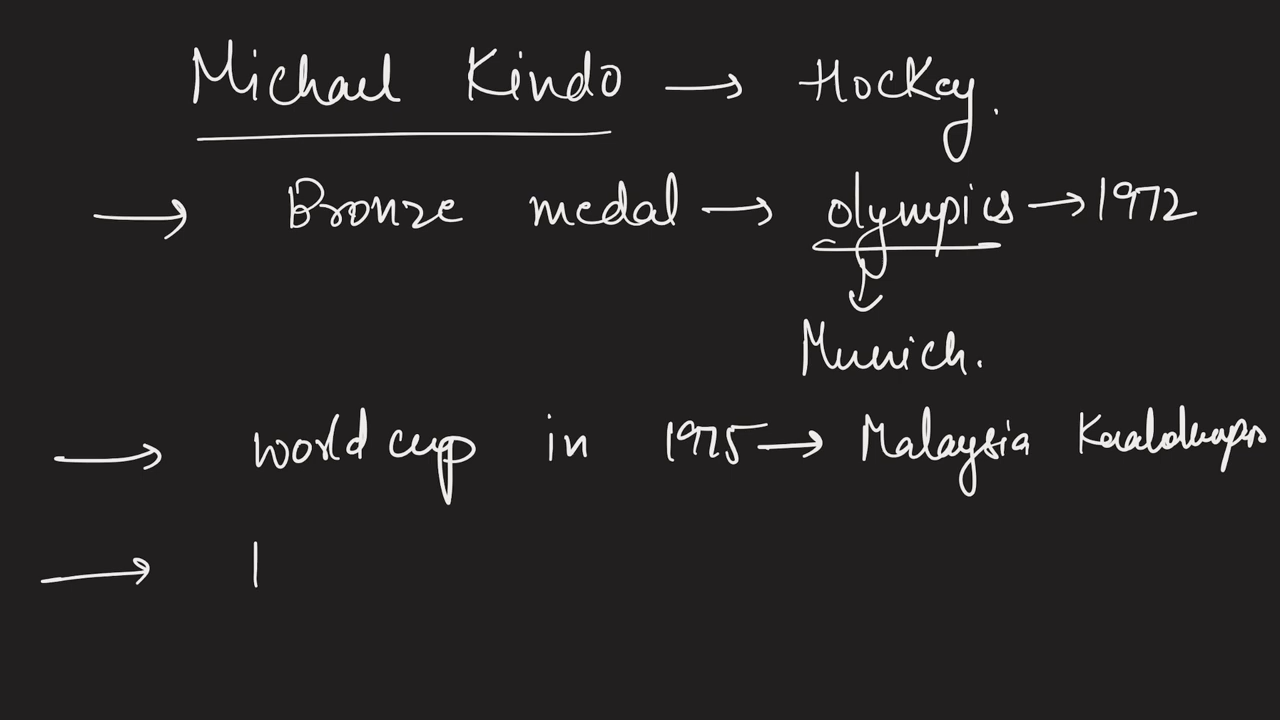 Michael Kindo → Hockey.
→ Bronze medal → olympics → 1972
↓
Munich.
→ world cup in 1975 → Malaysia
→ |